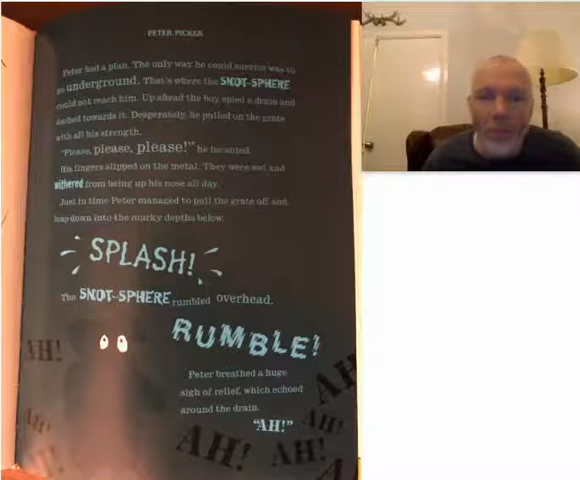 PETER PICKER
Peter had a plan. The only way he could survive was to
go underground. That's where the SNOT-SPHERE
could not reach him. Up ahead the boy spied a drain and
dashed towards it. Desperately, he pulled on the grate
with all his strength.
"Please, please, please!" he incanted.
His fingers slipped on the metal. They were wet and
withered from being up his nose all day.
Just in time Peter managed to pull the grate off and
leap down into the murky depths below.
SPLASH!
The SNOT-SPHERE rumbled overhead.
RUMBLE!
AH!
Peter breathed a huge
sigh of relief, which echoed
around the drain.
"AH!"
AH!
AH!
AH!
AH!
AH!